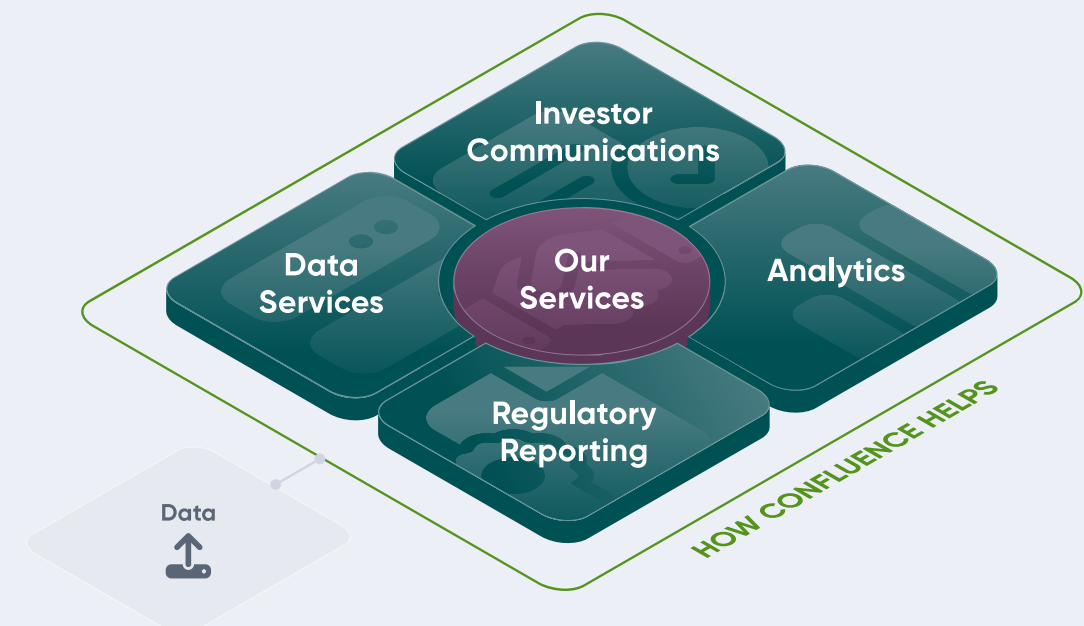 Investor
Communications
Data
Services
Our
Services
Analytics
Regulatory
Reporting
HOW CONFLUENCE HELPS
Data